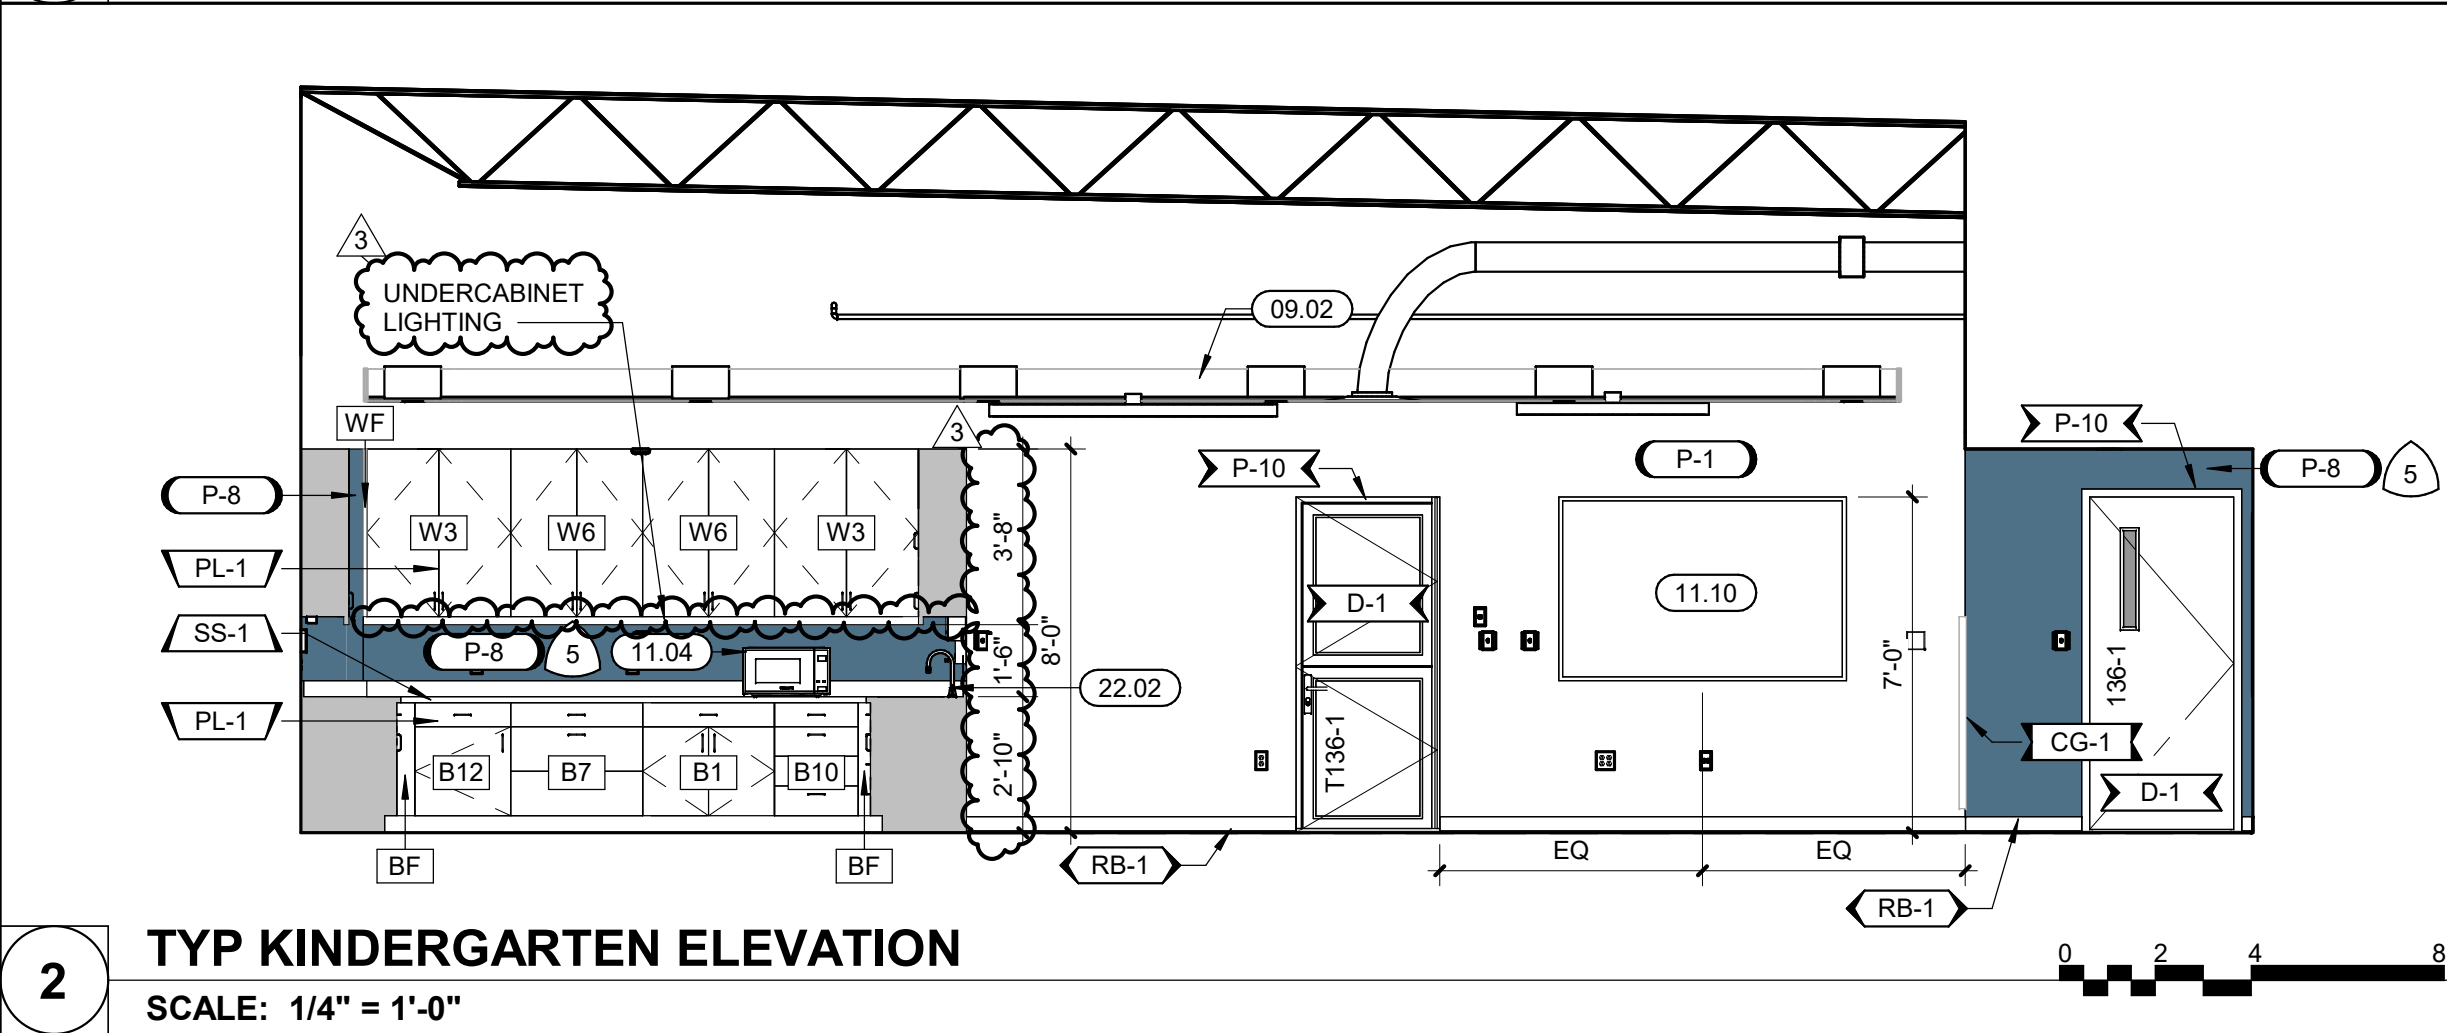 3
UNDERCABINET
LIGHTING
09.02
WF
3
P-10
P-1
P-10
P-8
5
P-8
W3
W6
W6
W3
3'-8"
PL-1
D-1
11.10
SS-1
P-8
5
11.04
1'-6"
8'-0"
22.02
7'-0"
136-1
PL-1
CG-1
B12
B7
B1
B10
2'-10"
T136-1
D-1
BF
BF
RB-1
EQ
EQ
RB-1
2
TYP KINDERGARTEN ELEVATION
SCALE: 1/4" = 1'-0"
0 2 4 8